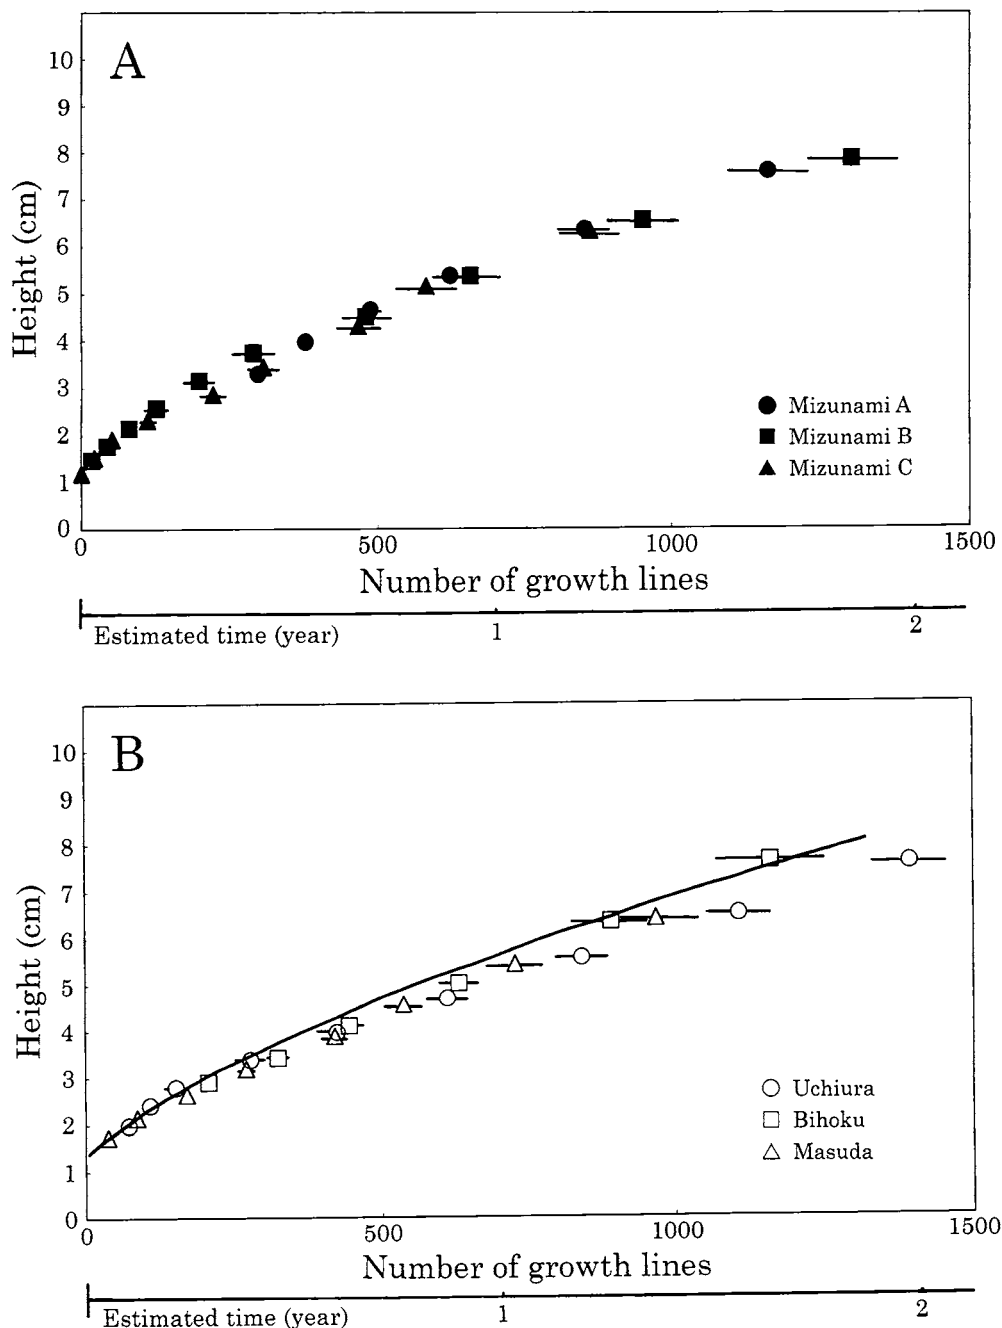 A
10
9
8
7
6
5
4
3
2
1
0
Height (cm)
Mizunami A
Mizunami B
Mizunami C
0 500 1000 1500
Number of growth lines
Estimated time (year) 1 2
B
10
9
8
7
6
5
4
3
2
1
0
Height (cm)
Uchiura
Bihoku
Masuda
0 500 1000 1500
Number of growth lines
Estimated time (year) 1 2